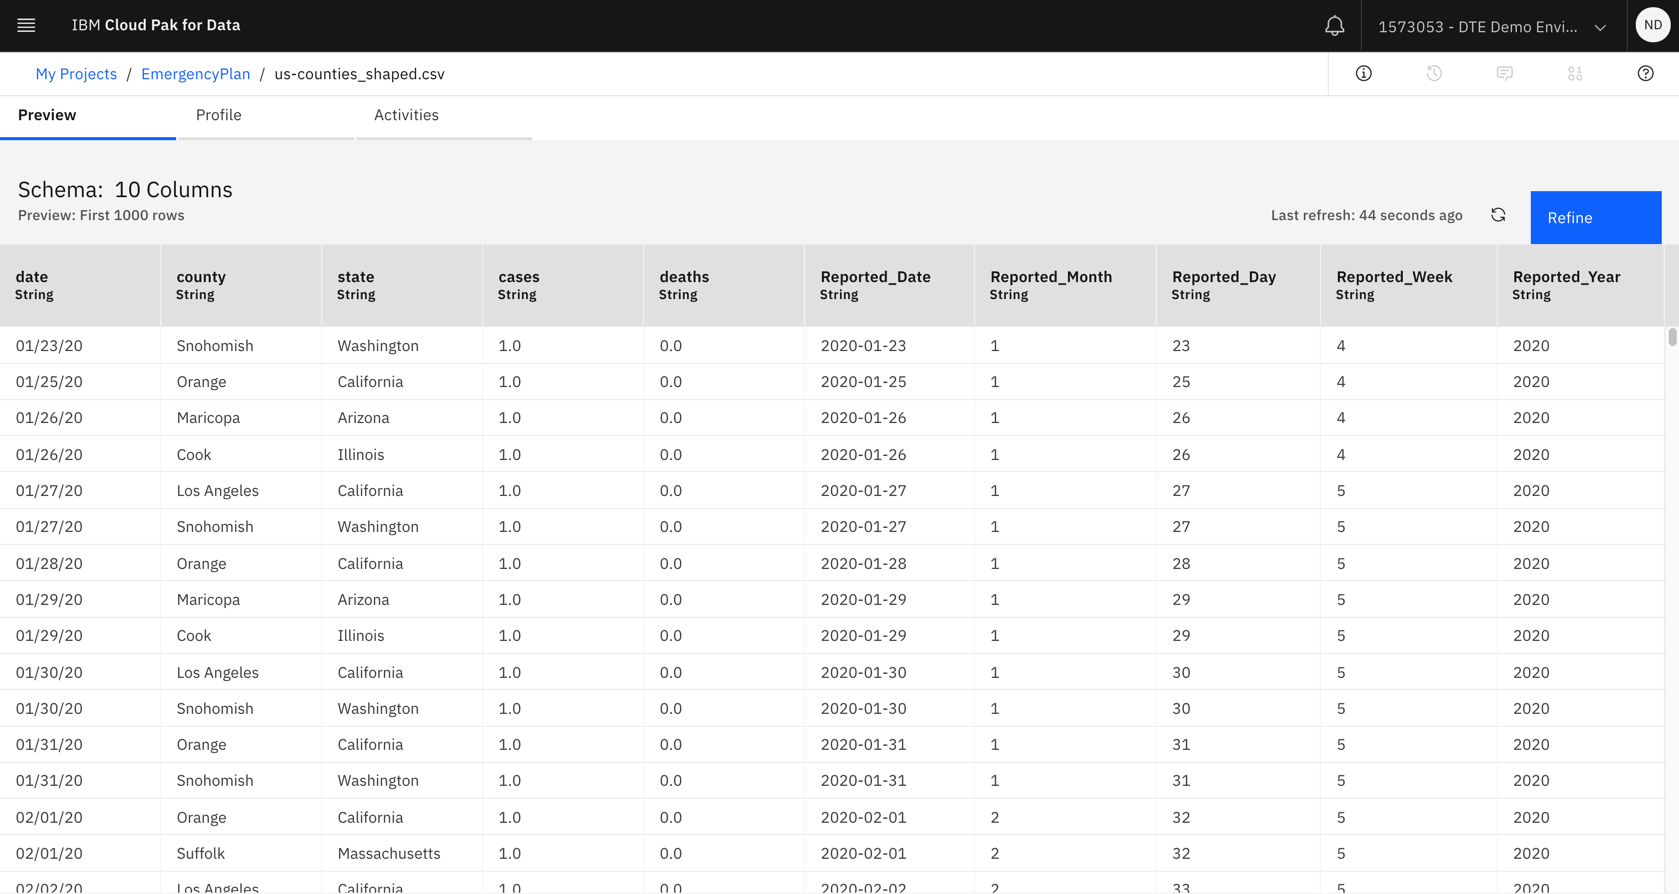 IBM Cloud Pak for Data
1573053 - DTE Demo Envi...
ND
My Projects / EmergencyPlan / us-counties_shaped.csv
Preview Profile Activities
Schema: 10 Columns
Preview: First 1000 rows
Last refresh: 44 seconds ago
Refine
date county state cases deaths Reported_Date Reported_Month Reported_Day Reported_Week Reported_Year
String String String String String String String String String String
01/23/20 Snohomish Washington 1.0 0.0 2020-01-23 1 23 4 2020
01/25/20 Orange California 1.0 0.0 2020-01-25 1 25 4 2020
01/26/20 Maricopa Arizona 1.0 0.0 2020-01-26 1 26 4 2020
01/26/20 Cook Illinois 1.0 0.0 2020-01-26 1 26 4 2020
01/27/20 Los Angeles California 1.0 0.0 2020-01-27 1 27 5 2020
01/27/20 Snohomish Washington 1.0 0.0 2020-01-27 1 27 5 2020
01/28/20 Orange California 1.0 0.0 2020-01-28 1 28 5 2020
01/29/20 Maricopa Arizona 1.0 0.0 2020-01-29 1 29 5 2020
01/29/20 Cook Illinois 1.0 0.0 2020-01-29 1 29 5 2020
01/30/20 Los Angeles California 1.0 0.0 2020-01-30 1 30 5 2020
01/30/20 Snohomish Washington 1.0 0.0 2020-01-30 1 30 5 2020
01/31/20 Orange California 1.0 0.0 2020-01-31 1 31 5 2020
01/31/20 Snohomish Washington 1.0 0.0 2020-01-31 1 31 5 2020
02/01/20 Orange California 1.0 0.0 2020-02-01 2 32 5 2020
02/01/20 Suffolk Massachusetts 1.0 0.0 2020-02-01 2 32 5 2020
02/02/20 Los Angeles California 1.0 0.0 2020-02-02 2 33 5 2020